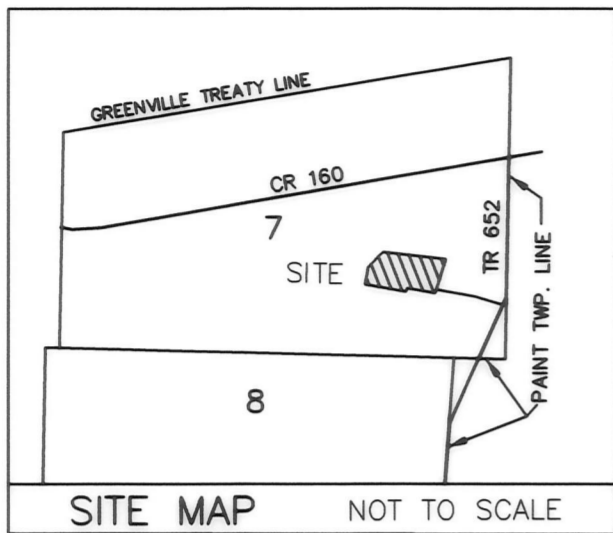 GREENVILLE TREATY LINE
CR 160
7
TR 652
SITE
PAINT TWP. LINE
8
SITE MAP NOT TO SCALE